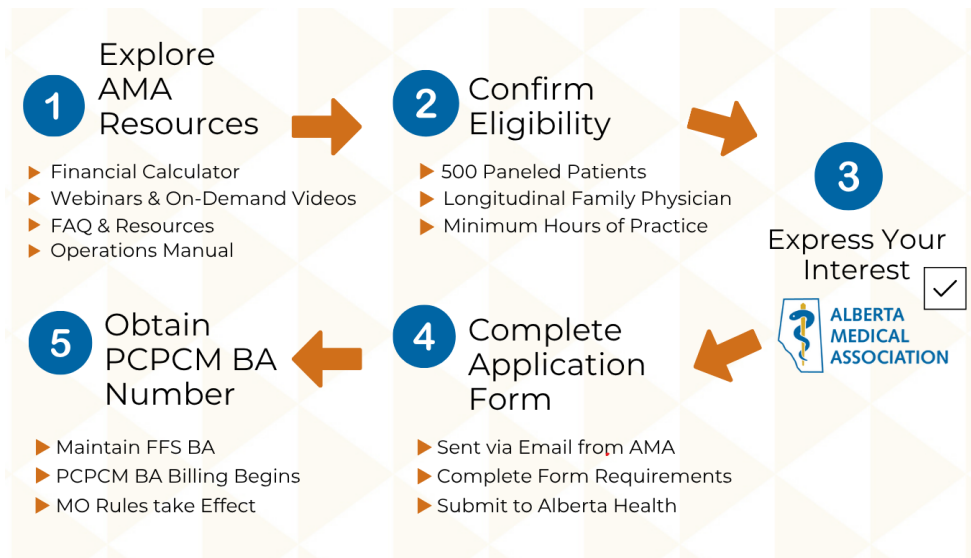 1
Explore
AMA
Resources
Financial Calculator
Webinars & On-Demand Videos
FAQ & Resources
Operations Manual
2
Confirm
Eligibility
500 Paneled Patients
Longitudinal Family Physician
Minimum Hours of Practice
3
Express Your
Interest
ALBERTA
MEDICAL
ASSOCIATION
4
Complete
Application
Form
Sent via Email from AMA
Complete Form Requirements
Submit to Alberta Health
5
Obtain
PCPCM BA
Number
Maintain FFS BA
PCPCM BA Billing Begins
MO Rules take Effect